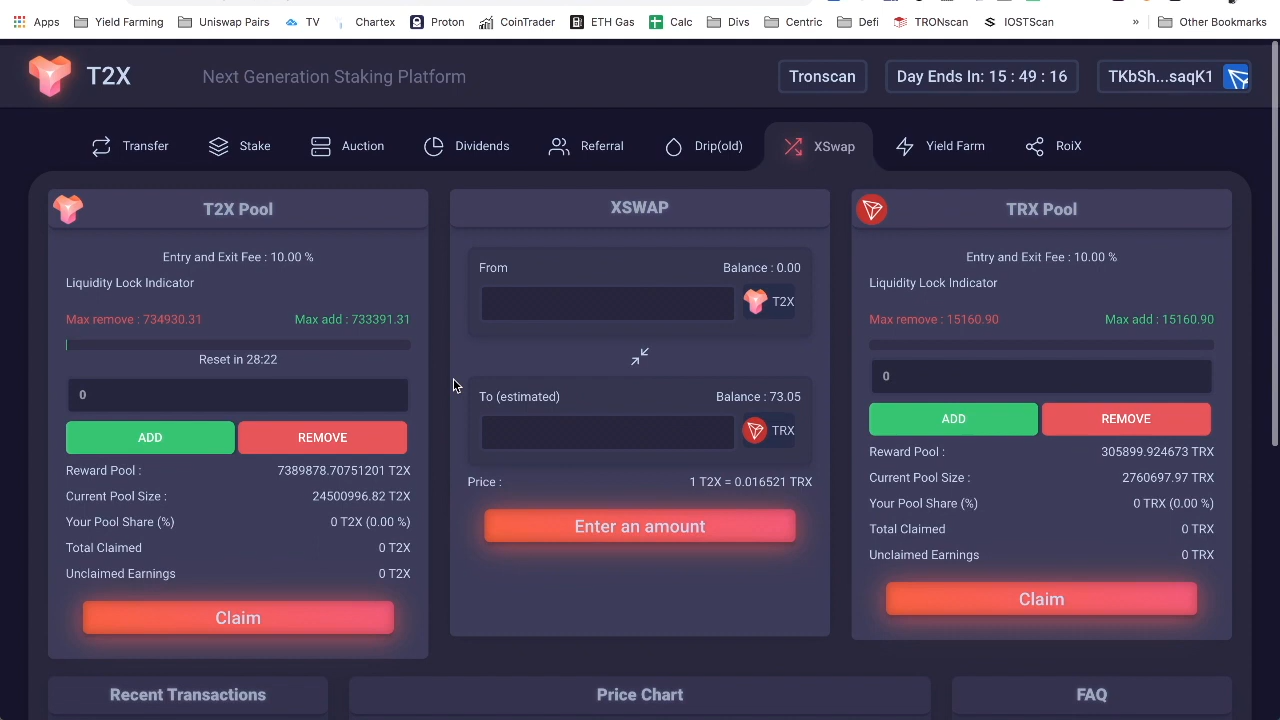 Apps Yield Farming Uniswap Pairs TV Chartex Proton CoinTrader ETH Gas Calc Divs Centric Defi TRONscan IOSTScan » Other Bookmarks
T2X Next Generation Staking Platform Tronscan Day Ends In: 15 : 49 : 16 TKbSh...saqK1
Transfer Stake Auction Dividends Referral Drip(old) XSwap Yield Farm RoiX
T2X Pool
Entry and Exit Fee : 10.00 %
Liquidity Lock Indicator
Max remove : 734930.31 Max add : 733391.31
Reset in 28:22
0
ADD REMOVE
Reward Pool : 7389878.70751201 T2X
Current Pool Size : 24500996.82 T2X
Your Pool Share (%) 0 T2X (0.00 %)
Total Claimed 0 T2X
Unclaimed Earnings 0 T2X
Claim
XSWAP
From Balance : 0.00
T2X
To (estimated) Balance : 73.05
TRX
Price : 1 T2X = 0.016521 TRX
Enter an amount
TRX Pool
Entry and Exit Fee : 10.00 %
Liquidity Lock Indicator
Max remove : 15160.90 Max add : 15160.90
0
ADD REMOVE
Reward Pool : 305899.924673 TRX
Current Pool Size : 2760697.97 TRX
Your Pool Share (%) 0 TRX (0.00 %)
Total Claimed 0 TRX
Unclaimed Earnings 0 TRX
Claim
Recent Transactions Price Chart FAQ